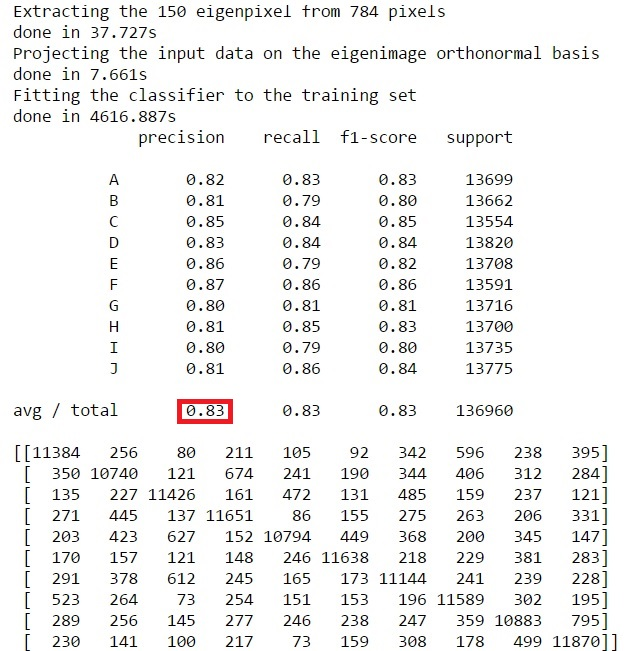 Extracting the 150 eigenpixel from 784 pixels
done in 37.727s
Projecting the input data on the eigenimage orthonormal basis
done in 7.661s
Fitting the classifier to the training set
done in 4616.887s
precision recall f1-score support
A 0.82 0.83 0.83 13699
B 0.81 0.79 0.80 13662
C 0.85 0.84 0.85 13554
D 0.83 0.84 0.84 13820
E 0.86 0.79 0.82 13708
F 0.87 0.86 0.86 13591
G 0.80 0.81 0.81 13716
H 0.81 0.85 0.83 13700
I 0.80 0.79 0.80 13735
J 0.81 0.86 0.84 13775
avg / total 0.83 0.83 0.83 136960
[[11384 256 80 211 105 92 342 596 238 395]
[ 350 10740 121 674 241 190 344 406 312 284]
[ 135 227 11426 161 472 131 485 159 237 121]
[ 271 445 137 11651 86 155 275 263 206 331]
[ 203 423 627 152 10794 449 368 200 345 147]
[ 170 157 121 148 246 11638 218 229 381 283]
[ 291 378 612 245 165 173 11144 241 239 228]
[ 523 264 73 254 151 153 196 11589 302 195]
[ 289 256 145 277 246 238 247 359 10883 795]
[ 230 141 100 217 73 159 308 178 499 11870]]